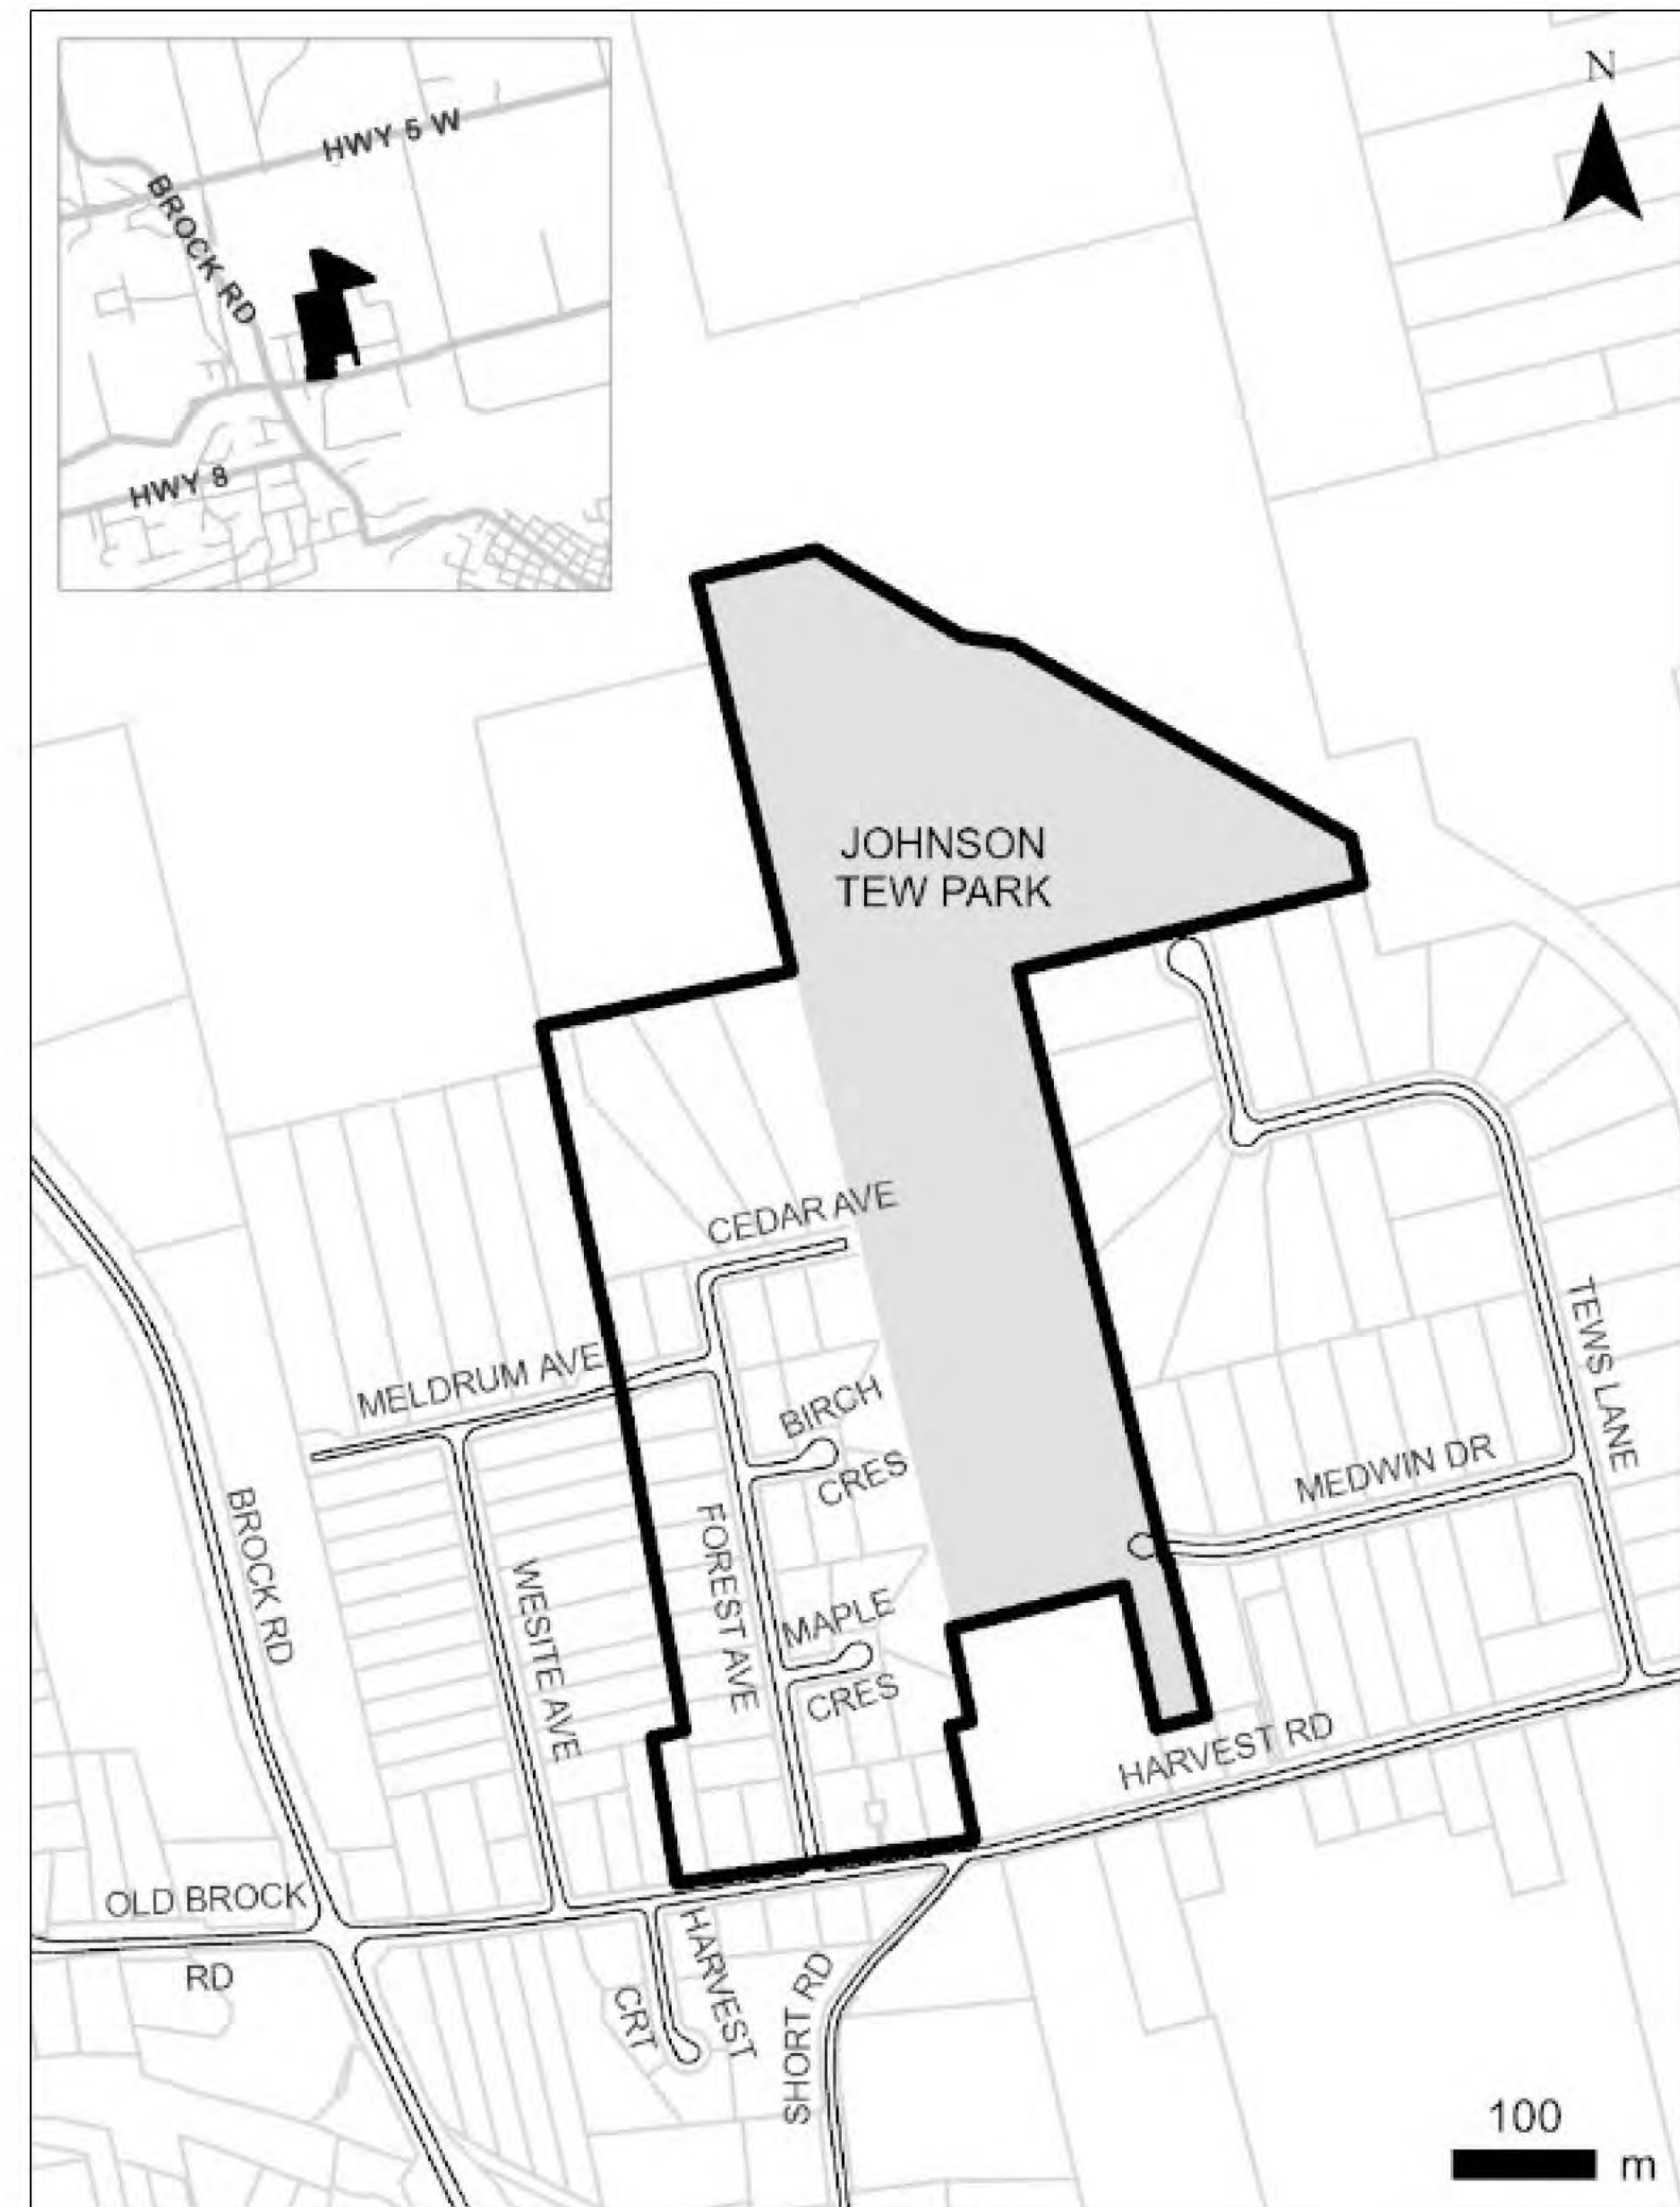 N
HWY 5 W
BROCK RD
HWY 8
JOHNSON
TEW PARK
CEDAR AVE
MELDRUM AVE
BIRCH
CRES
TEWS LANE
MEDWIN DR
BROCK RD
WESITE AVE
FOREST AVE
MAPLE
CRES
HARVEST RD
OLD BROCK
RD
HARVEST
CRT
SHORT RD
100
m